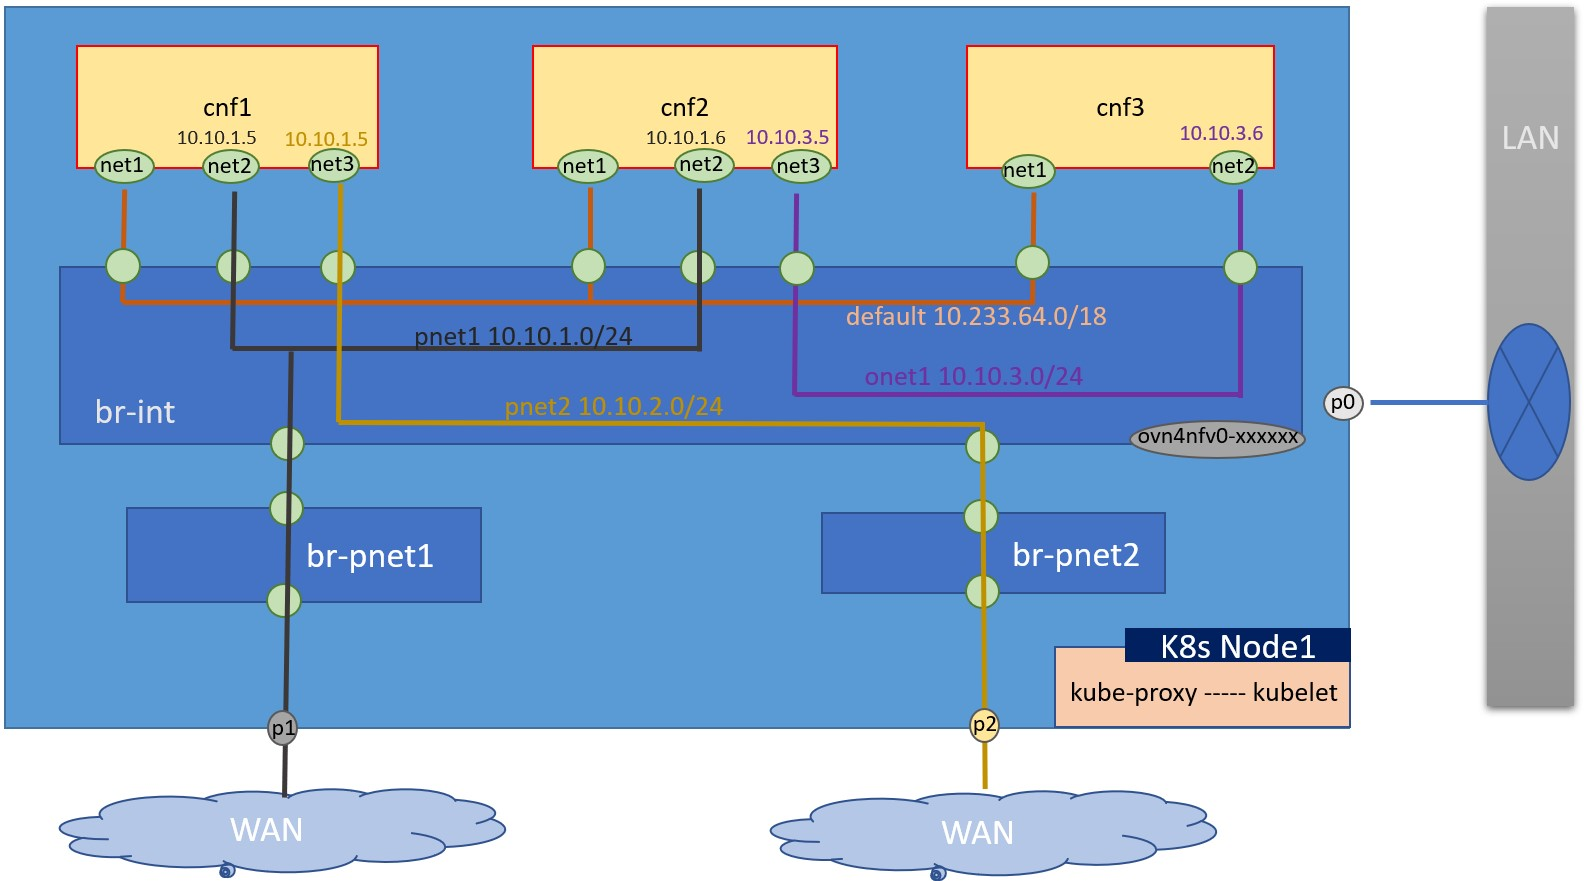 cnf1
10.10.1.5
10.10.1.5
net1
net2
net3
cnf2
10.10.1.6
10.10.3.5
net1
net2
net3
cnf3
10.10.3.6
net1
net2
LAN
default 10.233.64.0/18
pnet1 10.10.1.0/24
onet1 10.10.3.0/24
pnet2 10.10.2.0/24
br-int
p0
ovn4nfv0-xxxxxx
br-pnet1
br-pnet2
K8s Node1
kube-proxy ----- kubelet
p1
p2
WAN
WAN